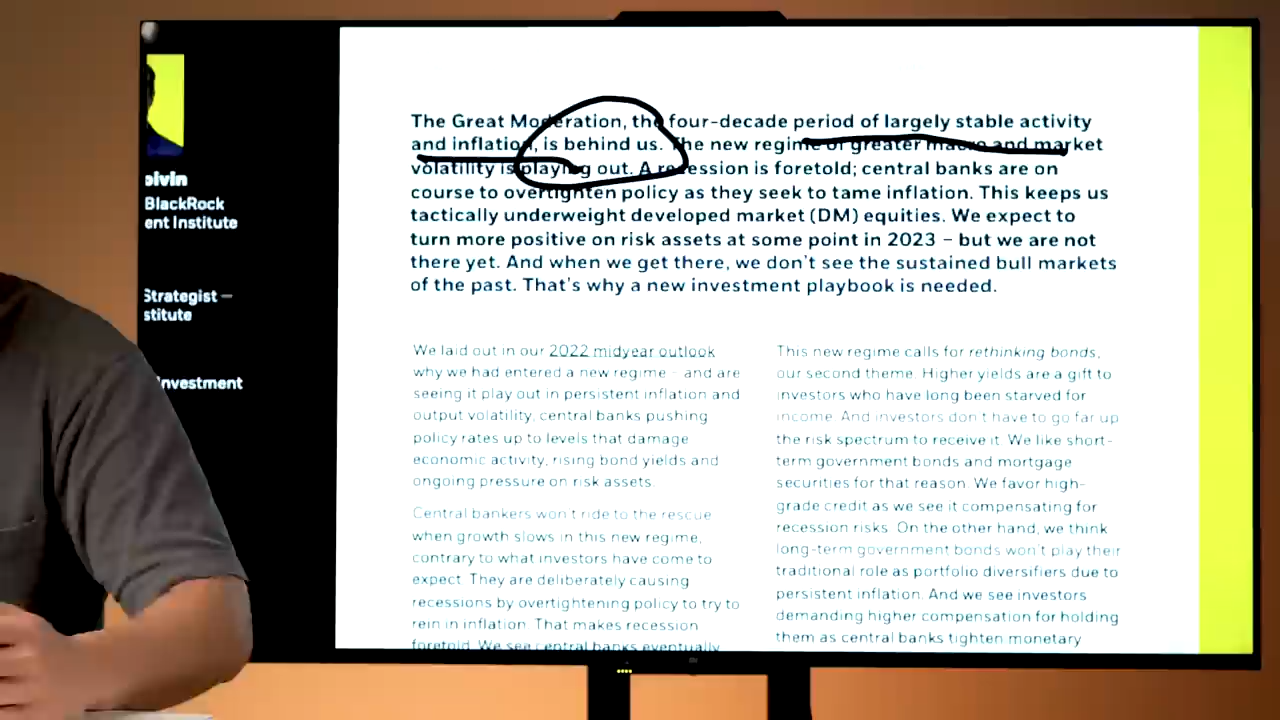 olvin
BlackRock
ent Institute
Strategist –
stitute
Investment
The Great Moderation, the four-decade period of largely stable activity
and inflation, is behind us. The new regime of greater macro and market
volatility is playing out. A recession is foretold; central banks are on
course to overtighten policy as they seek to tame inflation. This keeps us
tactically underweight developed market (DM) equities. We expect to
turn more positive on risk assets at some point in 2023 – but we are not
there yet. And when we get there, we don't see the sustained bull markets
of the past. That's why a new investment playbook is needed.
We laid out in our 2022 midyear outlook
why we had entered a new regime – and are
seeing it play out in persistent inflation and
output volatility, central banks pushing
policy rates up to levels that damage
economic activity, rising bond yields and
ongoing pressure on risk assets.
Central bankers won't ride to the rescue
when growth slows in this new regime,
contrary to what investors have come to
expect. They are deliberately causing
recessions by overtightening policy to try to
rein in inflation. That makes recession
foretold. We see central banks eventually
This new regime calls for rethinking bonds,
our second theme. Higher yields are a gift to
investors who have long been starved for
income. And investors don't have to go far up
the risk spectrum to receive it. We like short-
term government bonds and mortgage
securities for that reason. We favor high-
grade credit as we see it compensating for
recession risks. On the other hand, we think
long-term government bonds won't play their
traditional role as portfolio diversifiers due to
persistent inflation. And we see investors
demanding higher compensation for holding
them as central banks tighten monetary